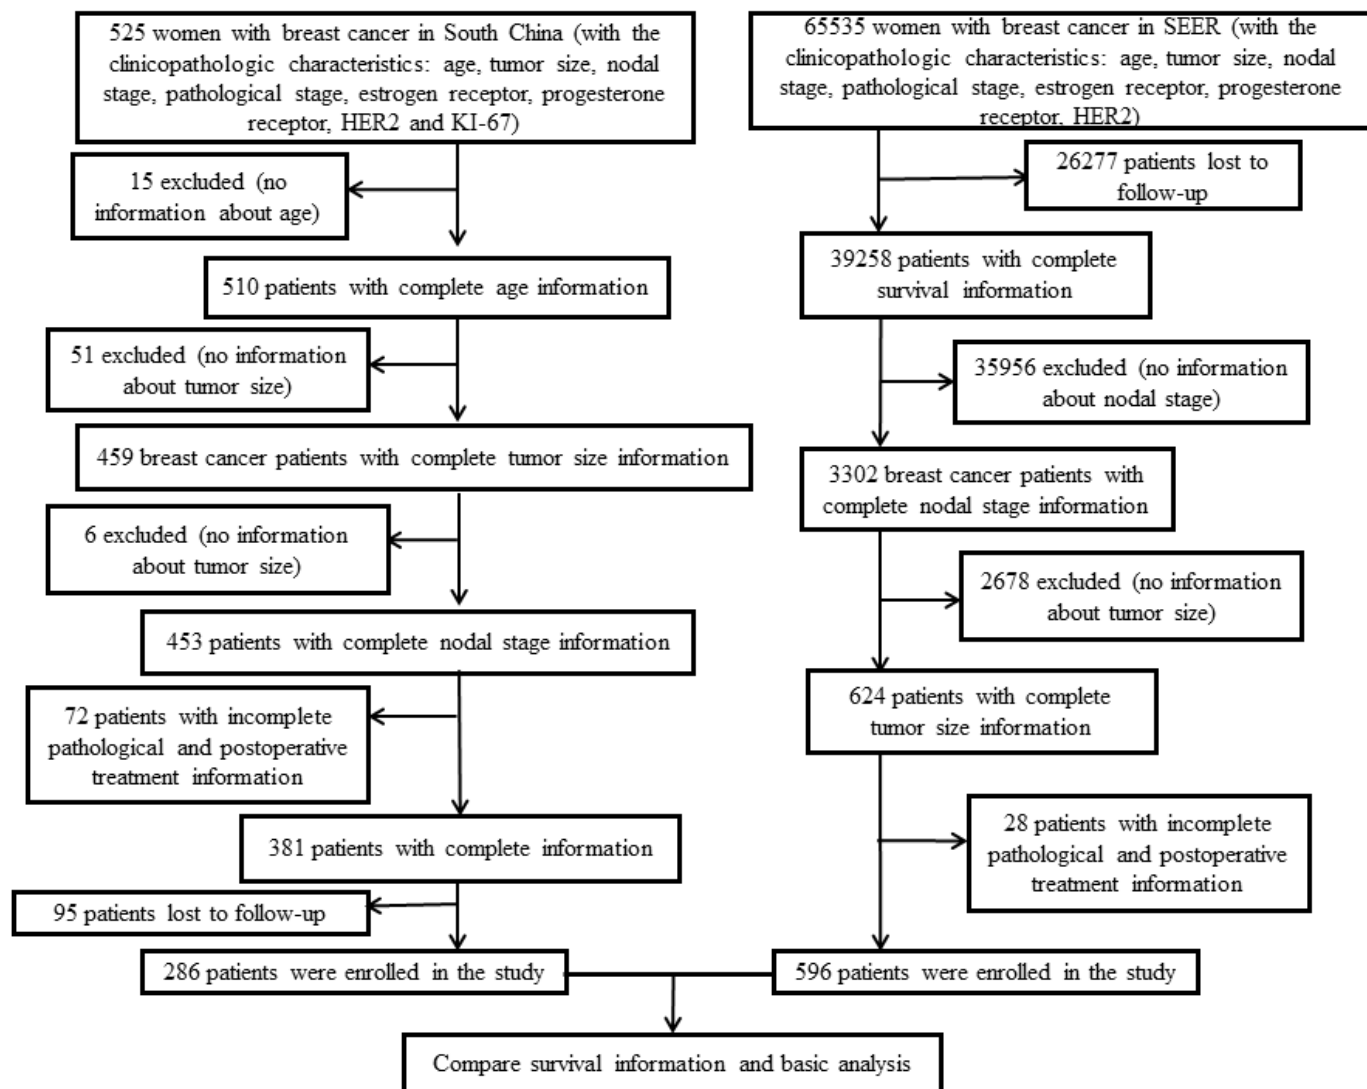 525 women with breast cancer in South China (with the
clinicopathologic characteristics: age, tumor size, nodal
stage, pathological stage, estrogen receptor, progesterone
receptor, HER2 and KI-67)
15 excluded (no
information about age)
510 patients with complete age information
51 excluded (no information
about tumor size)
459 breast cancer patients with complete tumor size information
6 excluded (no information
about tumor size)
453 patients with complete nodal stage information
72 patients with incomplete
pathological and postoperative
treatment information
381 patients with complete information
95 patients lost to follow-up
286 patients were enrolled in the study
65535 women with breast cancer in SEER (with the
clinicopathologic characteristics: age, tumor size, nodal
stage, pathological stage, estrogen receptor, progesterone
receptor, HER2)
26277 patients lost to
follow-up
39258 patients with complete
survival information
35956 excluded (no information
about nodal stage)
3302 breast cancer patients with
complete nodal stage information
2678 excluded (no information
about tumor size)
624 patients with complete
tumor size information
28 patients with incomplete
pathological and postoperative
treatment information
596 patients were enrolled in the study
Compare survival information and basic analysis